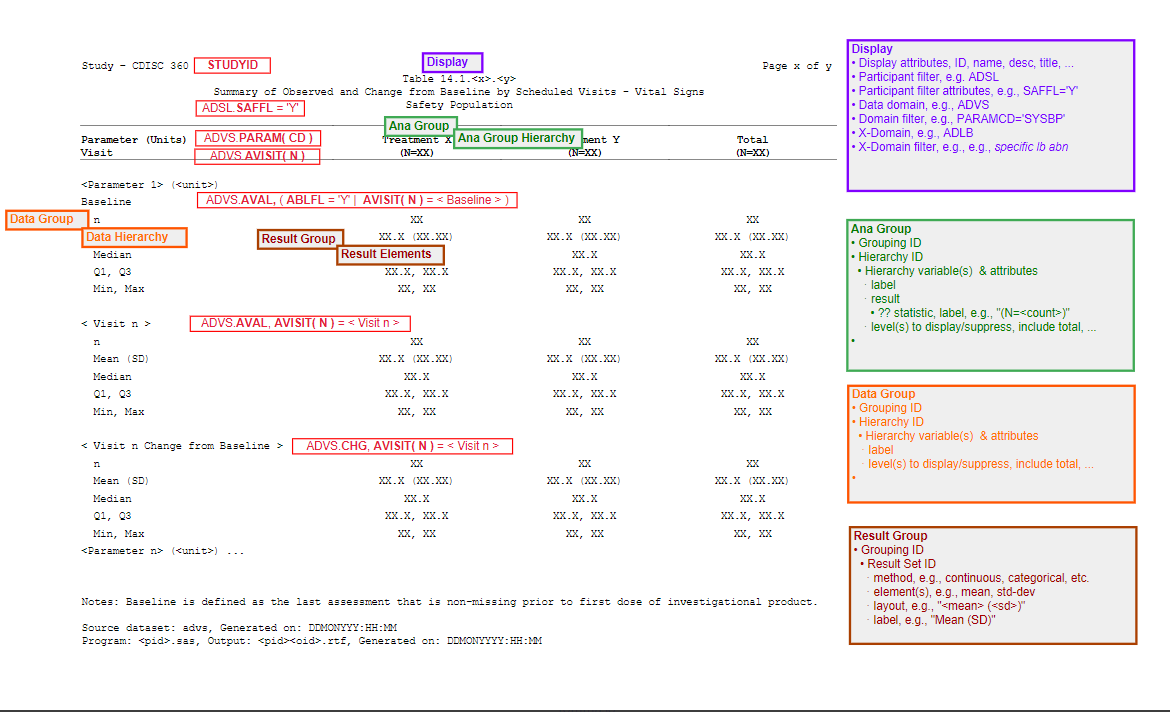 Study - CDISC 360 STUDYID Display Page x of y
Table 14.1.<x>.<y>
Summary of Observed and Change from Baseline by Scheduled Visits - Vital Signs
ADSL.SAFFL = 'Y' Safety Population
Ana Group
Parameter (Units) ADVS.PARAM( CD ) Treatment X Ana Group Hierarchy ment Y Total
Visit ADVS.AVISIT( N ) (N=XX) (N=XX) (N=XX)
<Parameter 1> (<unit>)
Baseline ADVS.AVAL, ( ABLFL = 'Y' | AVISIT( N ) = < Baseline > )
Data Group n XX XX XX
Data Hierarchy Result Group XX.X (XX.XX) XX.X (XX.XX) XX.X (XX.XX)
Median Result Elements XX.X XX.X
Q1, Q3 XX.X, XX.X XX.X, XX.X XX.X, XX.X
Min, Max XX, XX XX, XX XX, XX
< Visit n > ADVS.AVAL, AVISIT( N ) = < Visit n >
n XX XX XX
Mean (SD) XX.X (XX.XX) XX.X (XX.XX) XX.X (XX.XX)
Median XX.X XX.X XX.X
Q1, Q3 XX.X, XX.X XX.X, XX.X XX.X, XX.X
Min, Max XX, XX XX, XX XX, XX
< Visit n Change from Baseline > ADVS.CHG, AVISIT( N ) = < Visit n >
n XX XX XX
Mean (SD) XX.X (XX.XX) XX.X (XX.XX) XX.X (XX.XX)
Median XX.X XX.X XX.X
Q1, Q3 XX.X, XX.X XX.X, XX.X XX.X, XX.X
Min, Max XX, XX XX, XX XX, XX
<Parameter n> (<unit>) ...
Notes: Baseline is defined as the last assessment that is non-missing prior to first dose of investigational product.
Source dataset: advs, Generated on: DDMONYYY:HH:MM
Program: <pid>.sas, Output: <pid><oid>.rtf, Generated on: DDMONYYYY:HH:MM
Display
• Display attributes, ID, name, desc, title, ...
• Participant filter, e.g. ADSL
• Participant filter attributes, e.g., SAFFL='Y'
• Data domain, e.g., ADVS
• Domain filter, e.g., PARAMCD='SYSBP'
• X-Domain, e.g., ADLB
• X-Domain filter, e.g., e.g., specific lb abn
Ana Group
• Grouping ID
• Hierarchy ID
• Hierarchy variable(s) & attributes
· label
· result
• ?? statistic, label, e.g., "(N=<count>)"
· level(s) to display/suppress, include total, ...
•
Data Group
• Grouping ID
• Hierarchy ID
• Hierarchy variable(s) & attributes
· label
· level(s) to display/suppress, include total, ...
•
Result Group
• Grouping ID
• Result Set ID
· method, e.g., continuous, categorical, etc.
· element(s), e.g., mean, std-dev
· layout, e.g., "<mean> (<sd>)"
· label, e.g., "Mean (SD)"